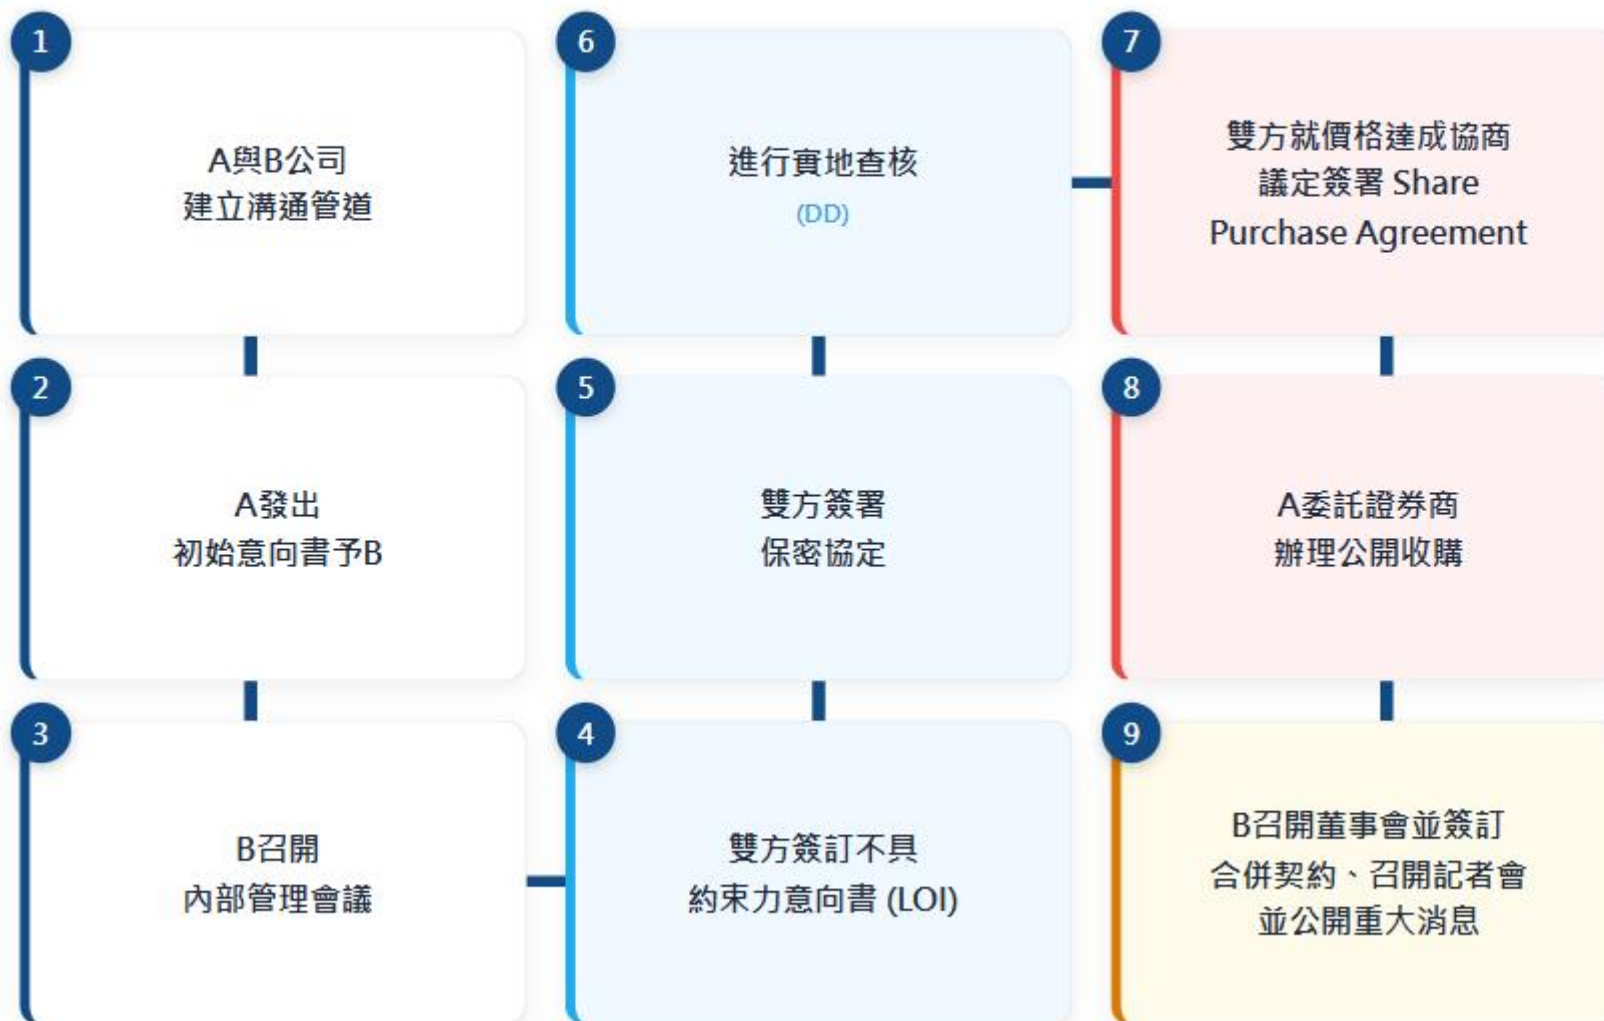 1
A與B公司
建立溝通管道
2
A發出
初始意向書予B
3
B召開
內部管理會議
4
雙方簽訂不具
約束力意向書 (LOI)
5
雙方簽署
保密協定
6
進行實地查核
(DD)
7
雙方就價格達成協商
議定簽署 Share
Purchase Agreement
8
A委託證券商
辦理公開收購
9
B召開董事會並簽訂
合併契約、召開記者會
並公開重大消息